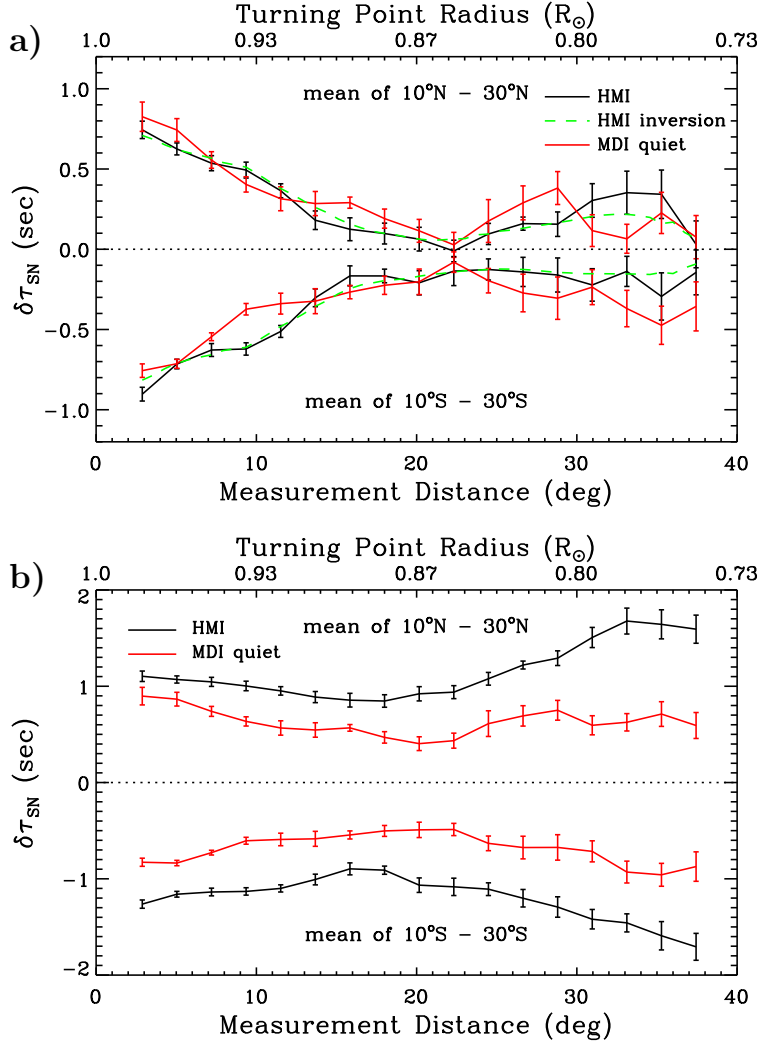 a)
Turning Point Radius (R☉)
1.0 0.93 0.87 0.80 0.73
mean of 10°N – 30°N
HMI
HMI inversion
MDI quiet
1.0
0.5
0.0
−0.5
−1.0
δτSN (sec)
mean of 10°S – 30°S
0 10 20 30 40
Measurement Distance (deg)
b)
Turning Point Radius (R☉)
1.0 0.93 0.87 0.80 0.73
HMI
MDI quiet
mean of 10°N – 30°N
2
1
0
−1
−2
δτSN (sec)
mean of 10°S – 30°S
0 10 20 30 40
Measurement Distance (deg)